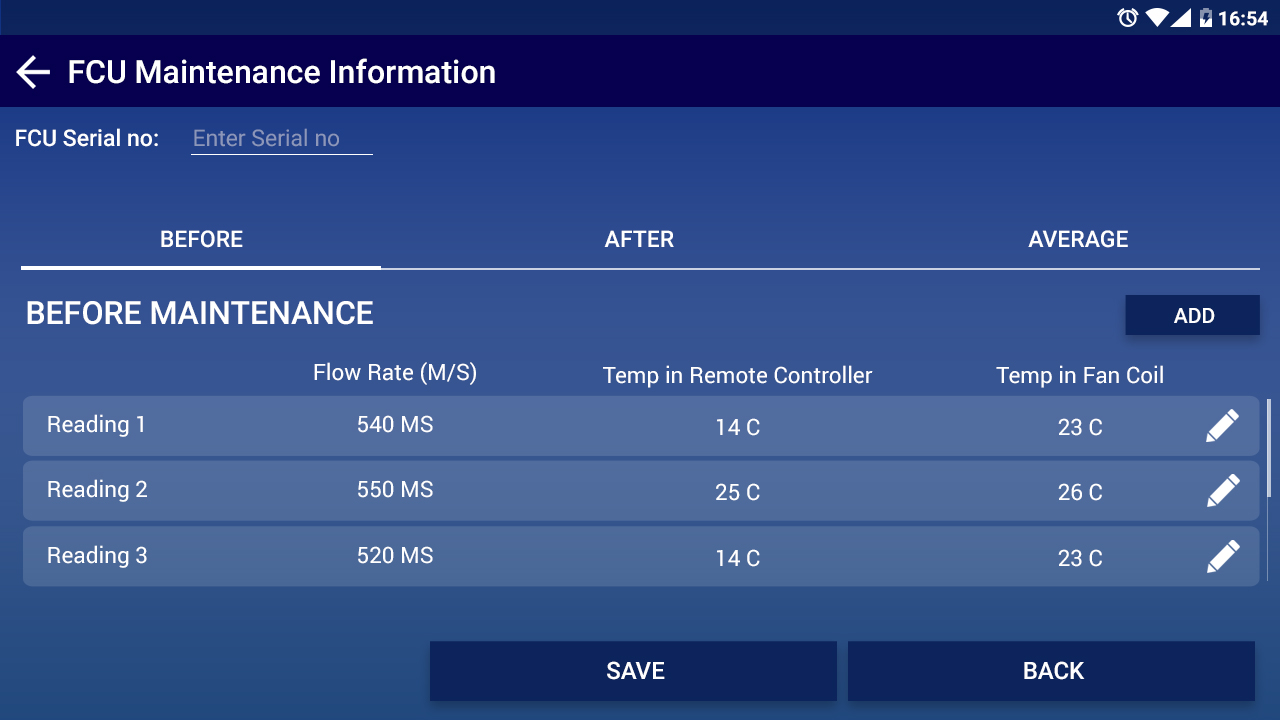 16:54
FCU Maintenance Information
FCU Serial no: Enter Serial no
BEFORE AFTER AVERAGE
BEFORE MAINTENANCE ADD
Flow Rate (M/S) Temp in Remote Controller Temp in Fan Coil
Reading 1 540 MS 14 C 23 C
Reading 2 550 MS 25 C 26 C
Reading 3 520 MS 14 C 23 C
SAVE BACK